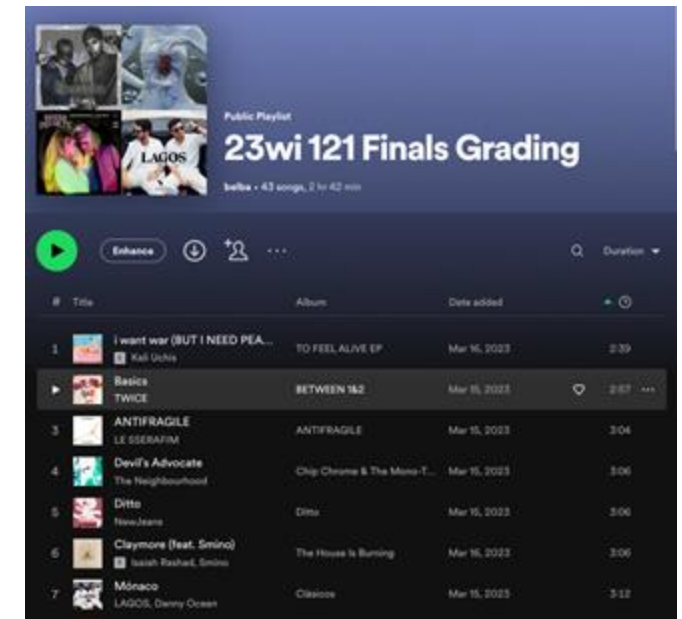 LAGOS
Public Playlist
23wi 121 Finals Grading
belba • 43 songs, 2 hr 42 min
Enhance
Duration
# Title Album Date added
1 i want war (BUT I NEED PEA... TO FEEL ALIVE EP Mar 16, 2023 2:39
E Kali Uchis
Basics BETWEEN 1&2 Mar 15, 2023 2:57
TWICE
3 ANTIFRAGILE ANTIFRAGILE Mar 15, 2023 3:04
LE SSERAFIM
4 Devil's Advocate Chip Chrome & The Mono-T... Mar 15, 2023 3:06
The Neighbourhood
5 Ditto Ditto Mar 15, 2023 3:06
NewJeans
6 Claymore (feat. Smino) The House Is Burning Mar 16, 2023 3:06
E Isaiah Rashad, Smino
7 Mónaco Clásicos Mar 15, 2023 3:12
LAGOS, Danny Ocean